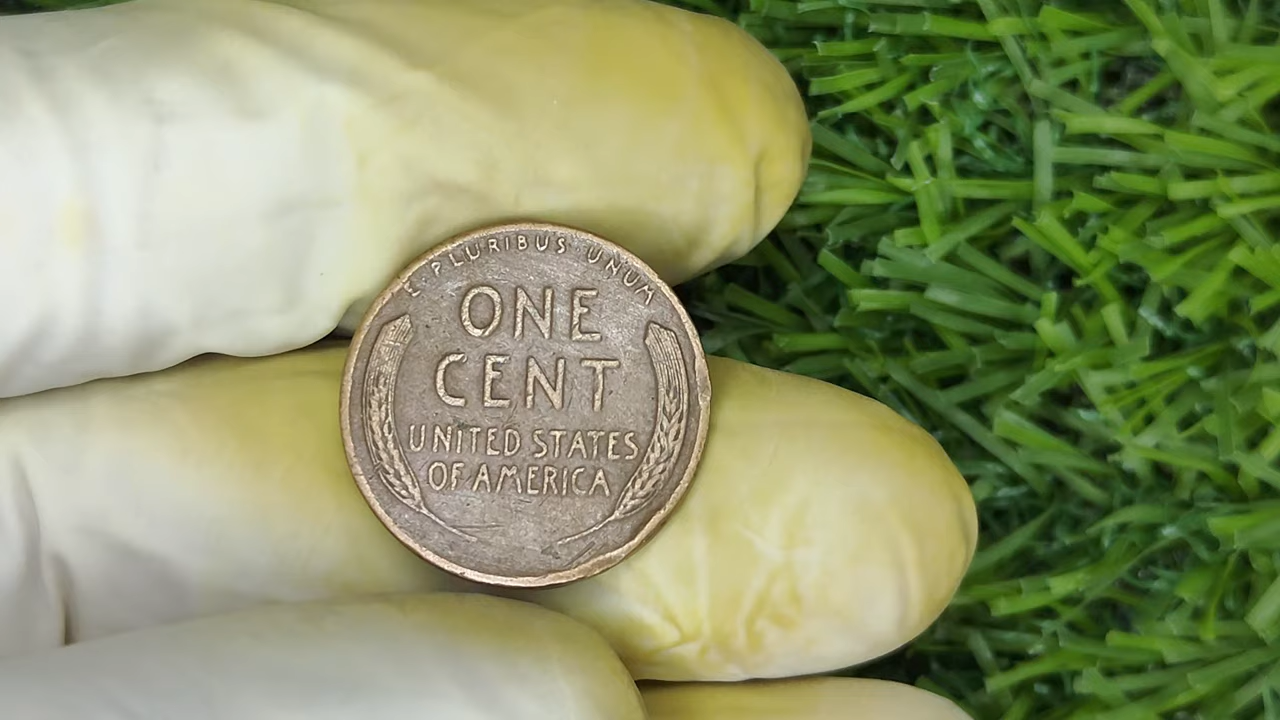 E · PLURIBUS · UNUM
ONE
CENT
UNITED STATES
OF AMERICA